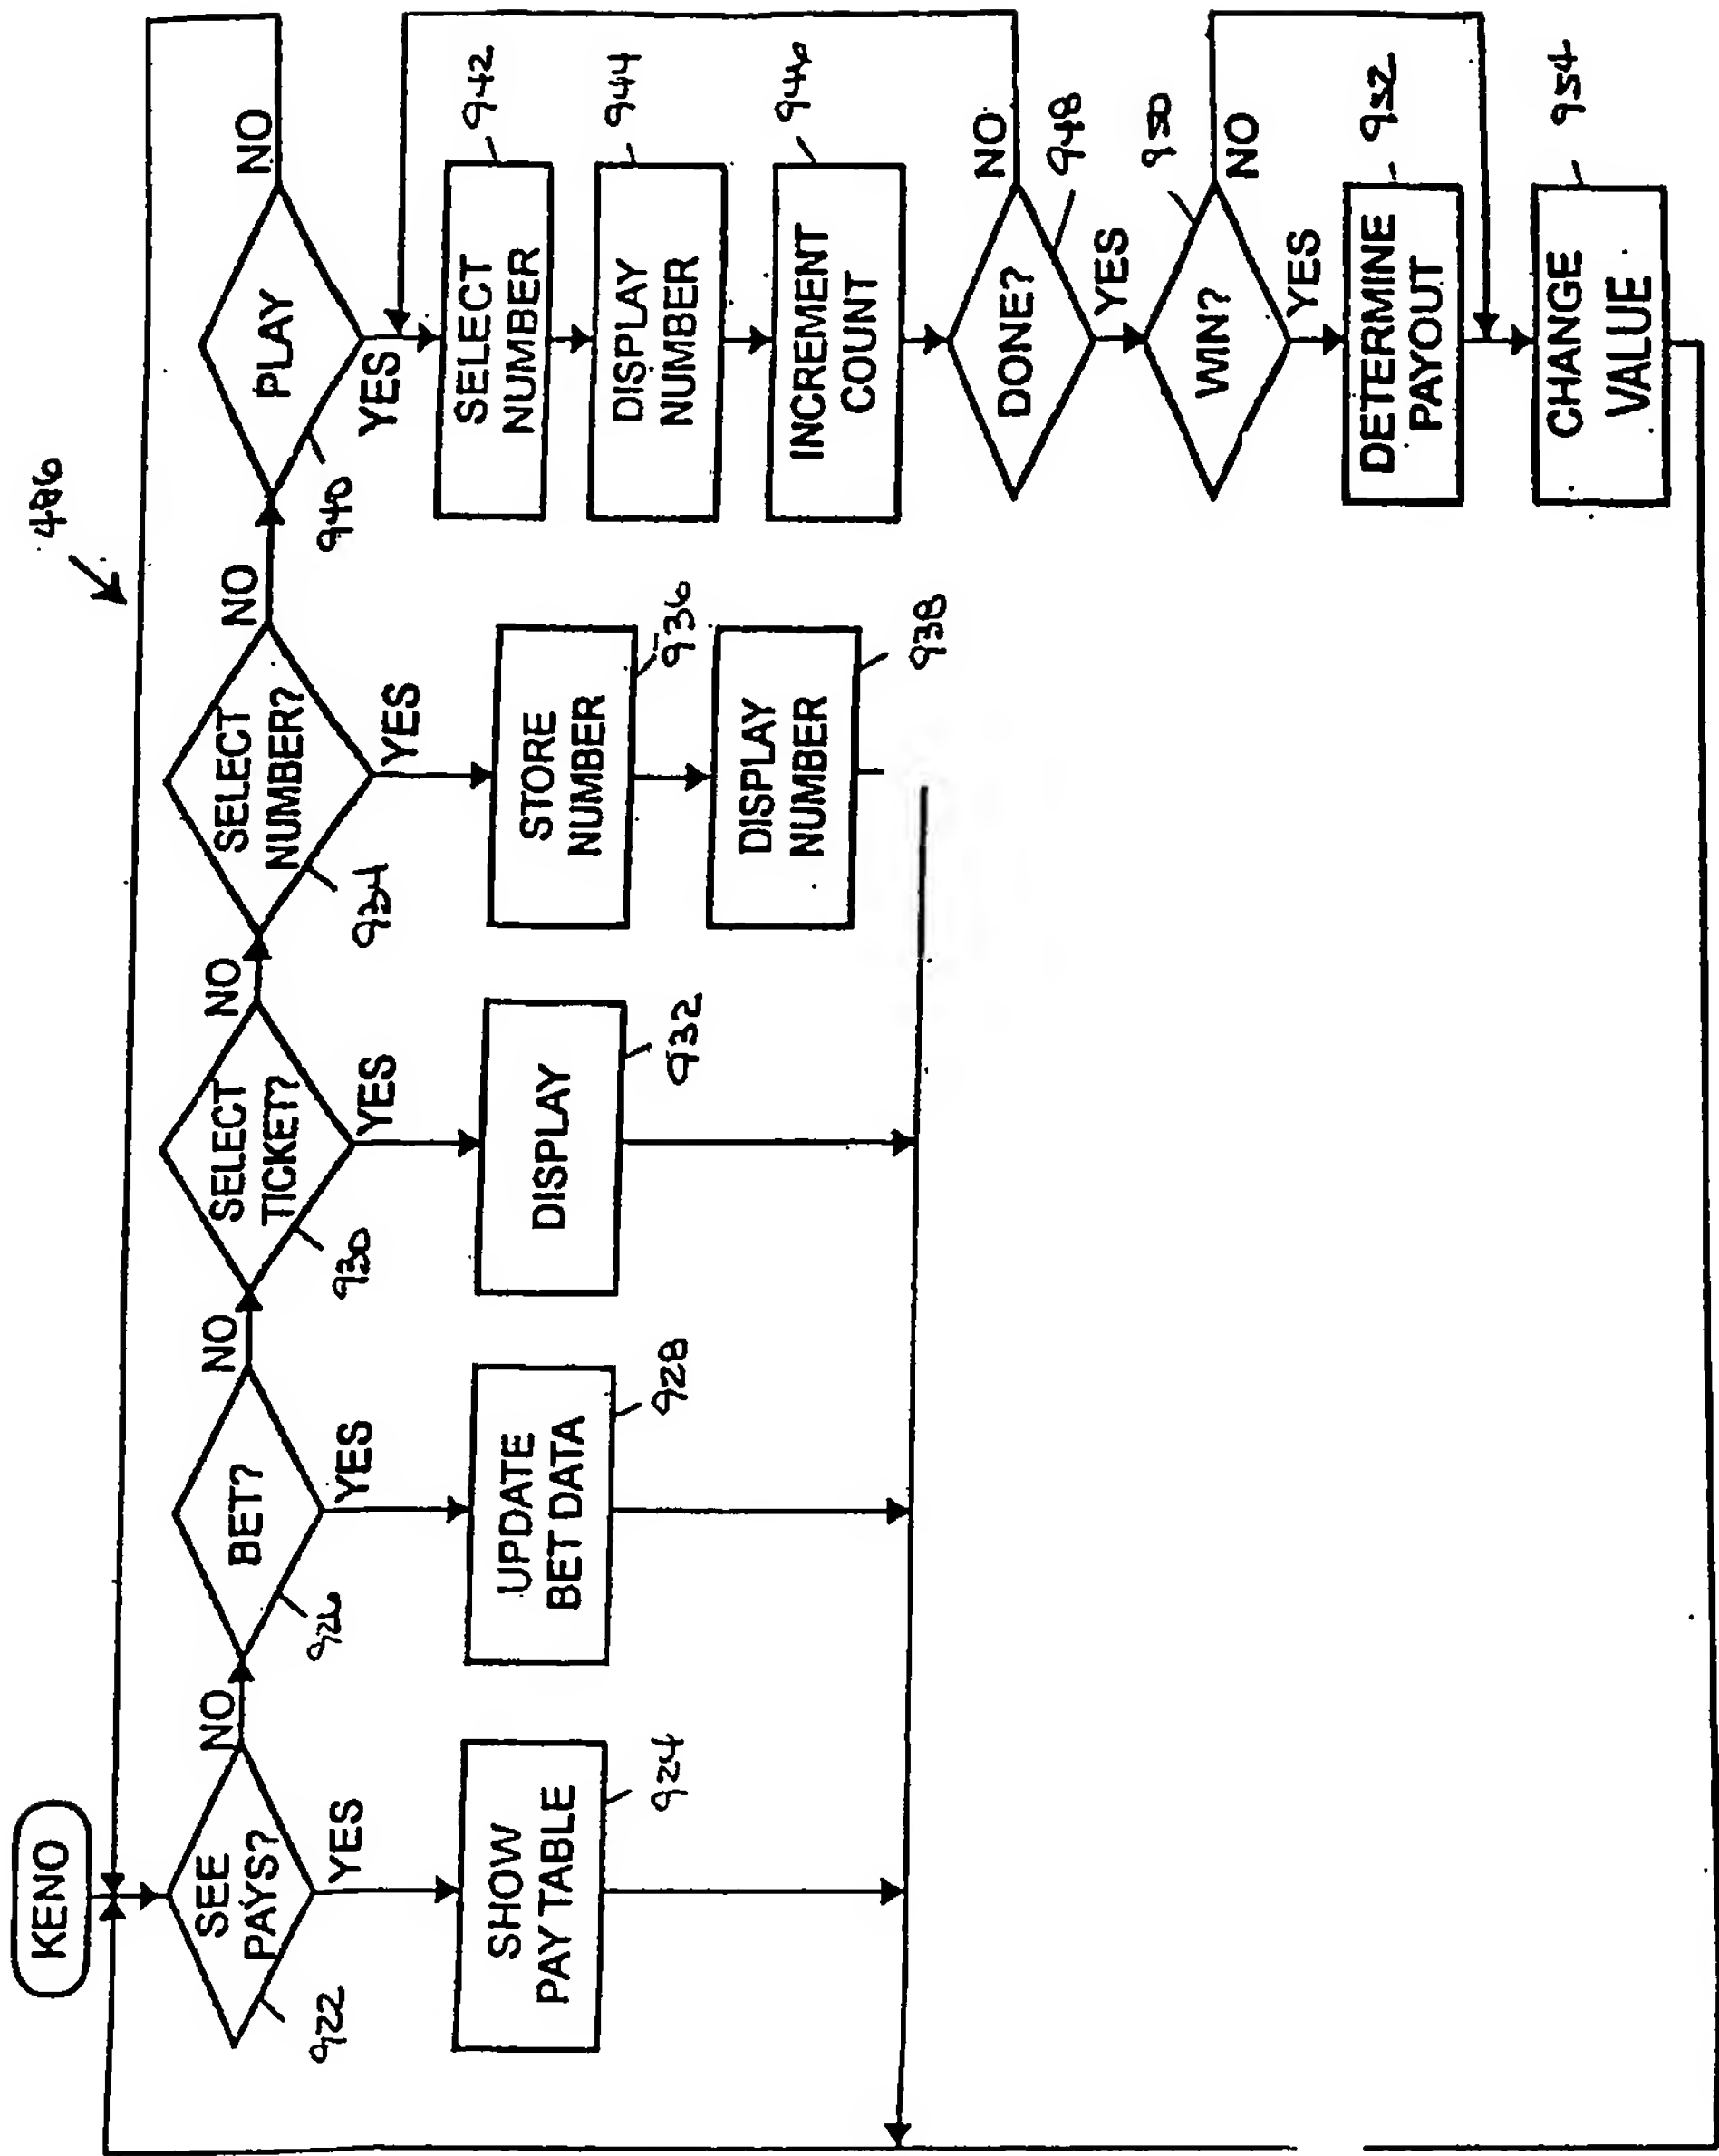 486
KENO
SEE
PAYS?
922
NO
YES
SHOW
PAY TABLE
924
BET?
926
NO
YES
UPDATE
BET DATA
928
SELECT
TICKET?
930
NO
YES
DISPLAY
932
SELECT
NUMBER?
934
NO
YES
STORE
NUMBER
936
DISPLAY
NUMBER
938
PLAY
940
NO
YES
SELECT
NUMBER
942
DISPLAY
NUMBER
944
INCREMENT
COUNT
946
DONE?
948
NO
YES
WIN?
950
NO
YES
DETERMINE
PAYOUT
952
CHANGE
VALUE
954